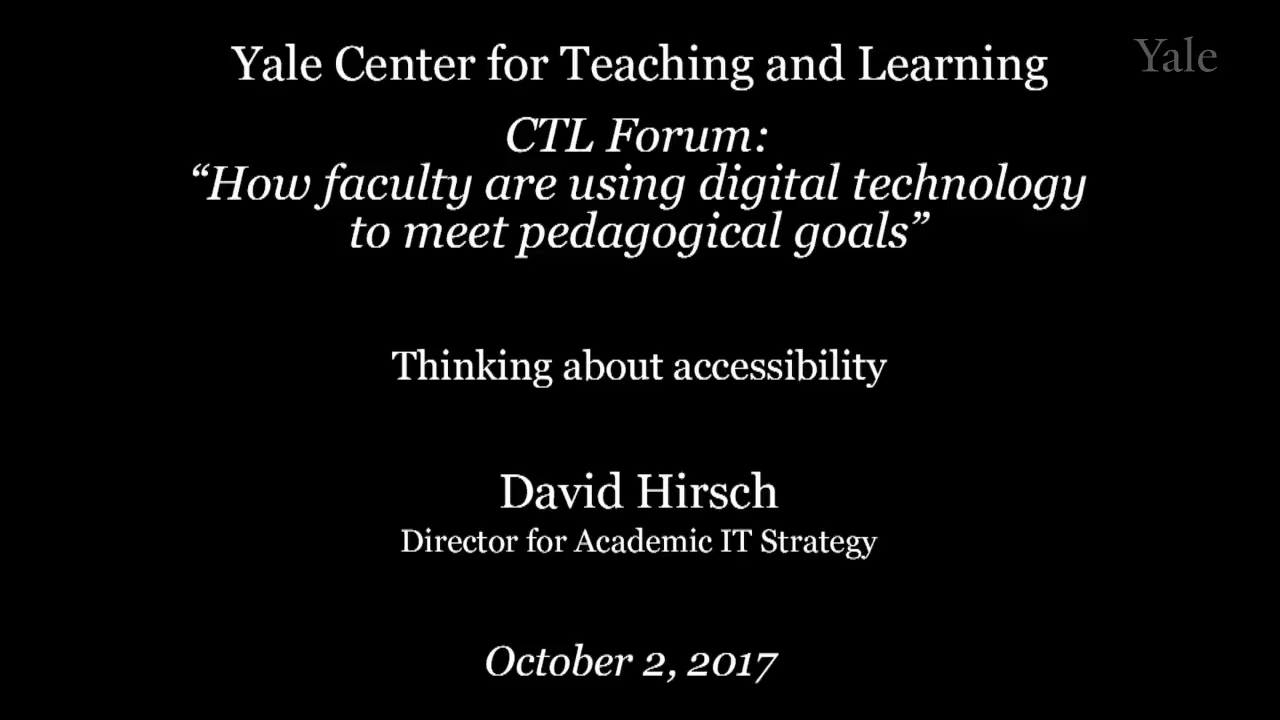 Yale Center for Teaching and Learning
Yale
CTL Forum:
“How faculty are using digital technology
to meet pedagogical goals”
Thinking about accessibility
David Hirsch
Director for Academic IT Strategy
October 2, 2017